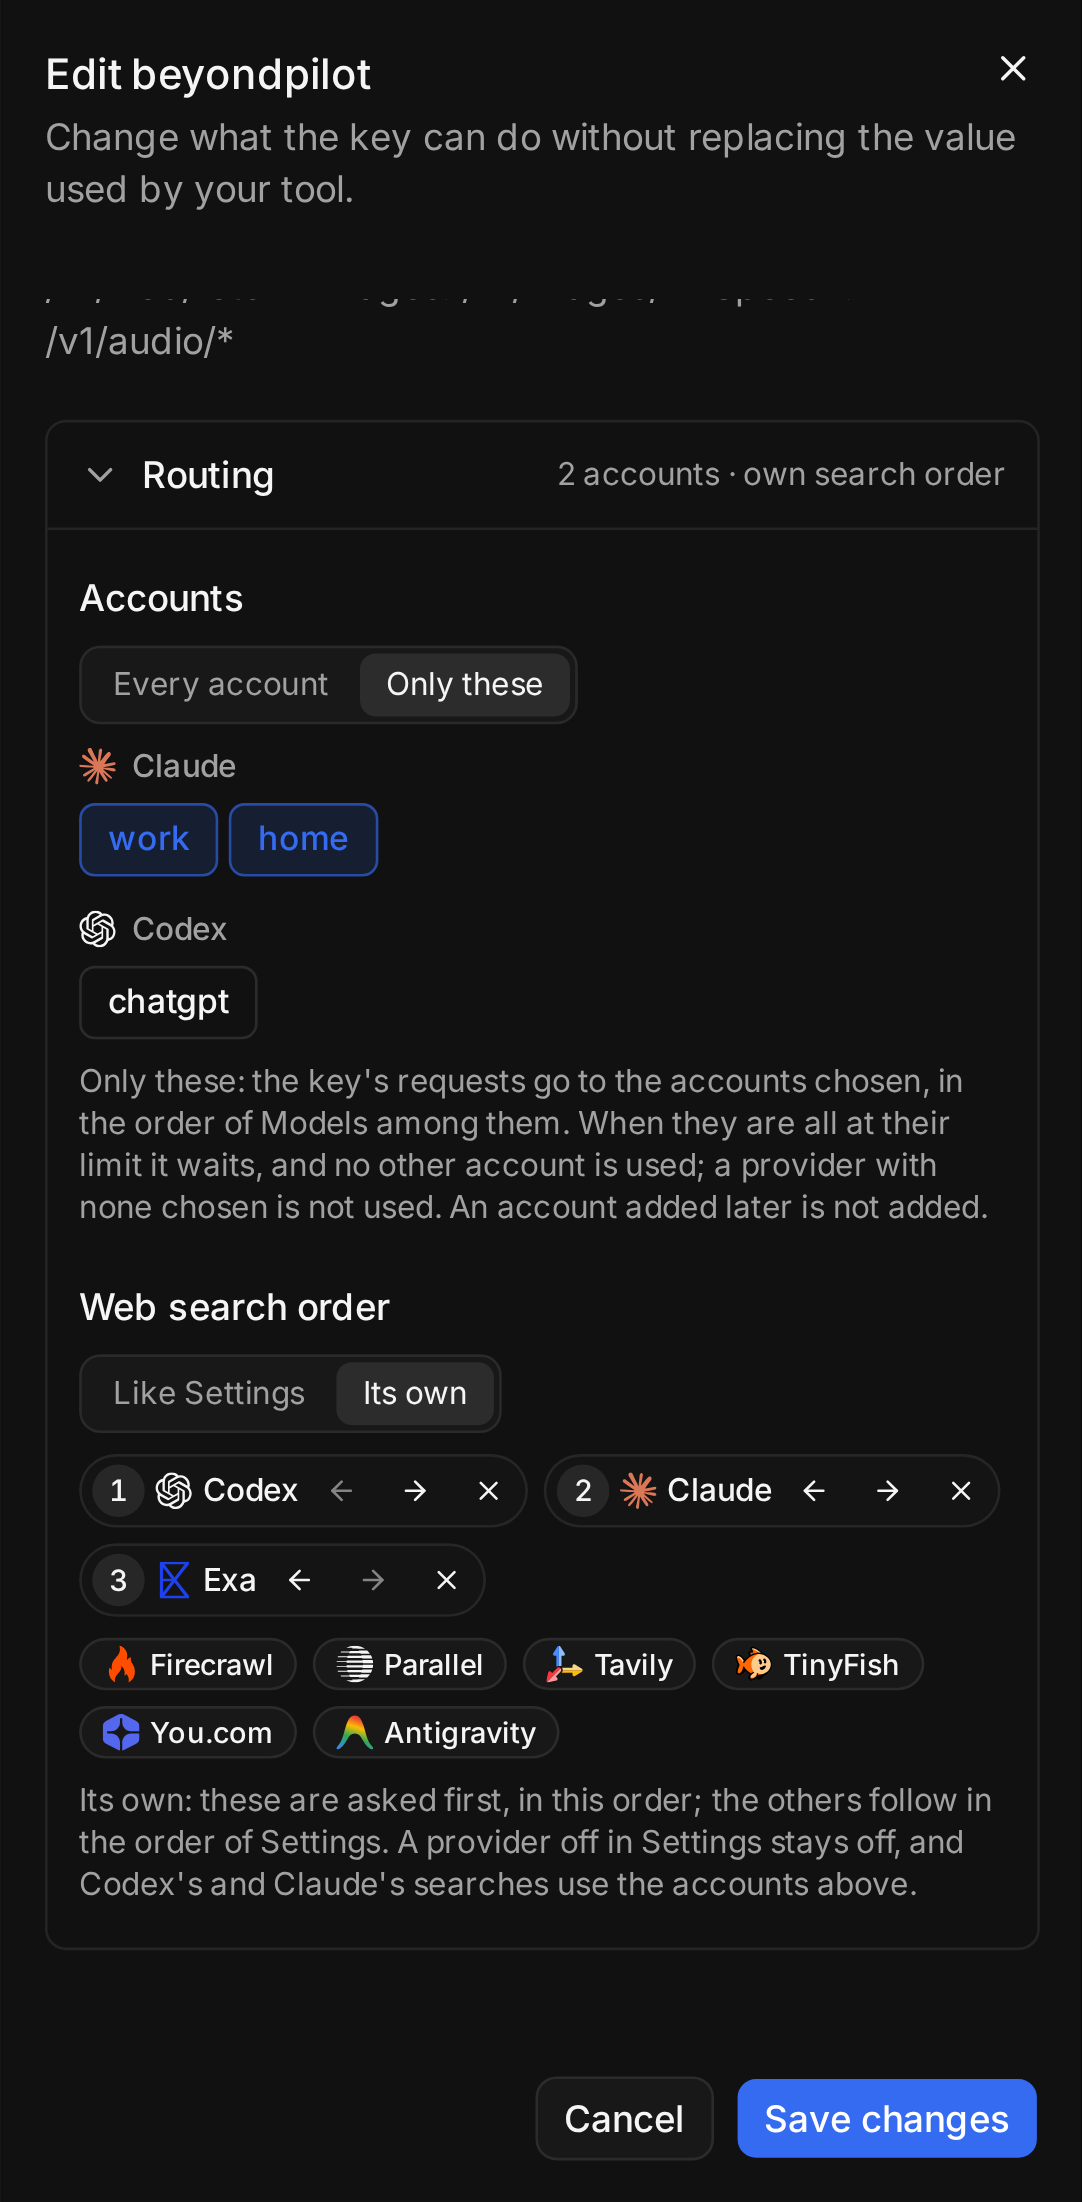 Edit beyondpilot
Change what the key can do without replacing the value
used by your tool.
/v1/audio/*
Routing
2 accounts · own search order
Accounts
Every account
Only these
Claude
work
home
Codex
chatgpt
Only these: the key's requests go to the accounts chosen, in
the order of Models among them. When they are all at their
limit it waits, and no other account is used; a provider with
none chosen is not used. An account added later is not added.
Web search order
Like Settings
Its own
1 Codex
2 Claude
3 Exa
Firecrawl
Parallel
Tavily
TinyFish
You.com
Antigravity
Its own: these are asked first, in this order; the others follow in
the order of Settings. A provider off in Settings stays off, and
Codex's and Claude's searches use the accounts above.
Cancel
Save changes